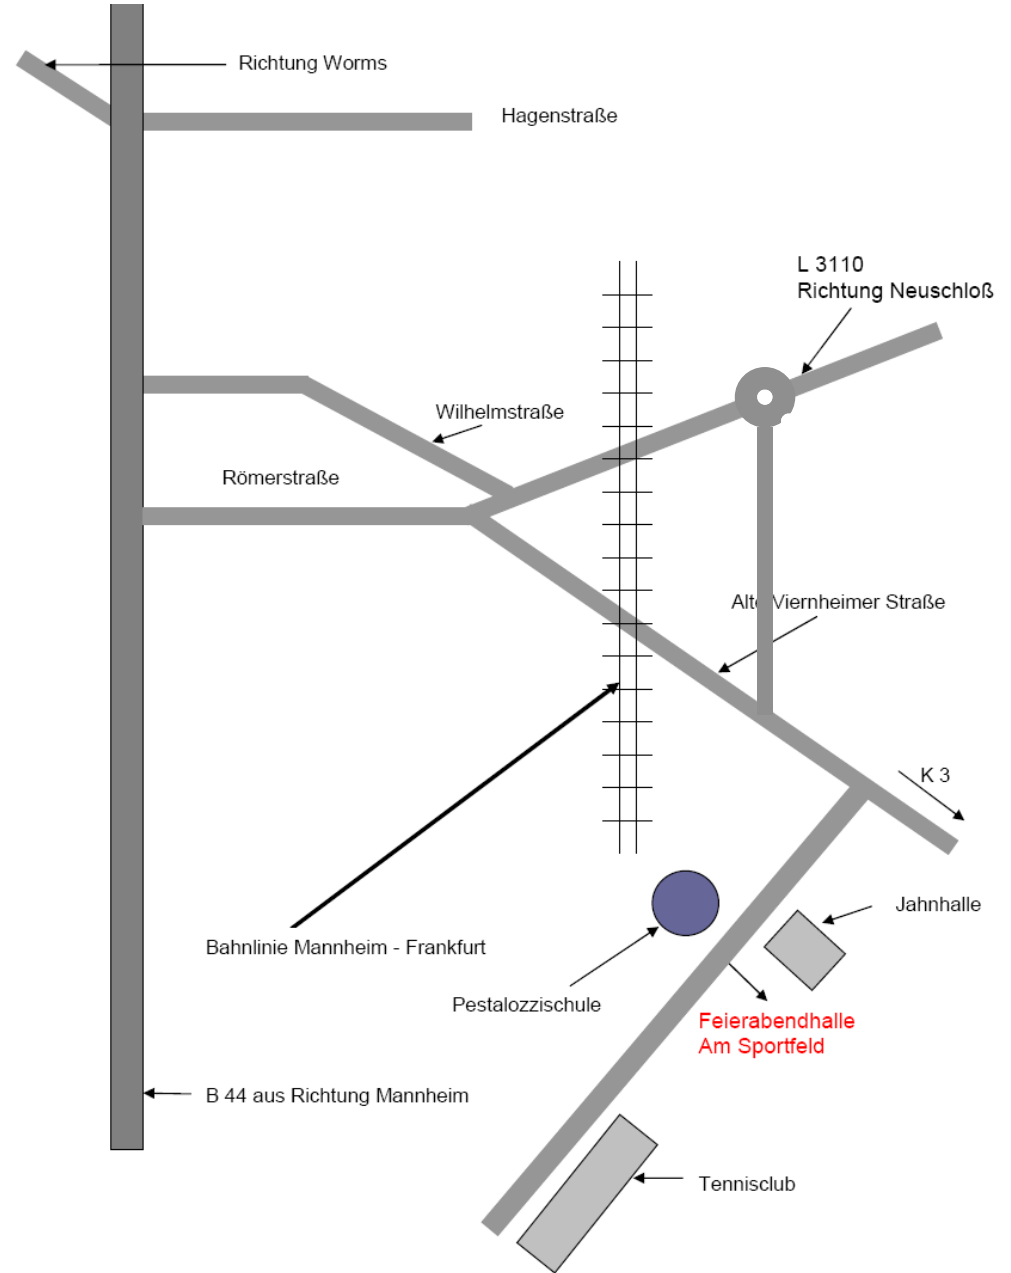 Richtung Worms
Hagenstraße
L 3110
Richtung Neuschloß
Wilhelmstraße
Römerstraße
Alte Viernheimer Straße
K 3
Jahnhalle
Bahnlinie Mannheim - Frankfurt
Pestalozzischule
Feierabendhalle
Am Sportfeld
B 44 aus Richtung Mannheim
Tennisclub